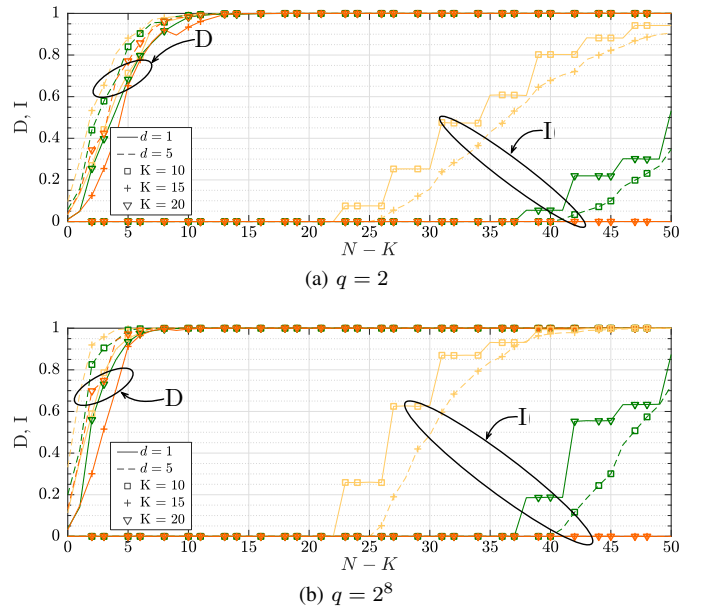 1
0.8
0.6
0.4
0.2
0
D, I
D
I
d = 1
d = 5
K = 10
K = 15
K = 20
0 5 10 15 20 25 30 35 40 45 50
N − K
(a) q = 2
1
0.8
0.6
0.4
0.2
0
D, I
D
I
d = 1
d = 5
K = 10
K = 15
K = 20
0 5 10 15 20 25 30 35 40 45 50
N − K
(b) q = 2⁸